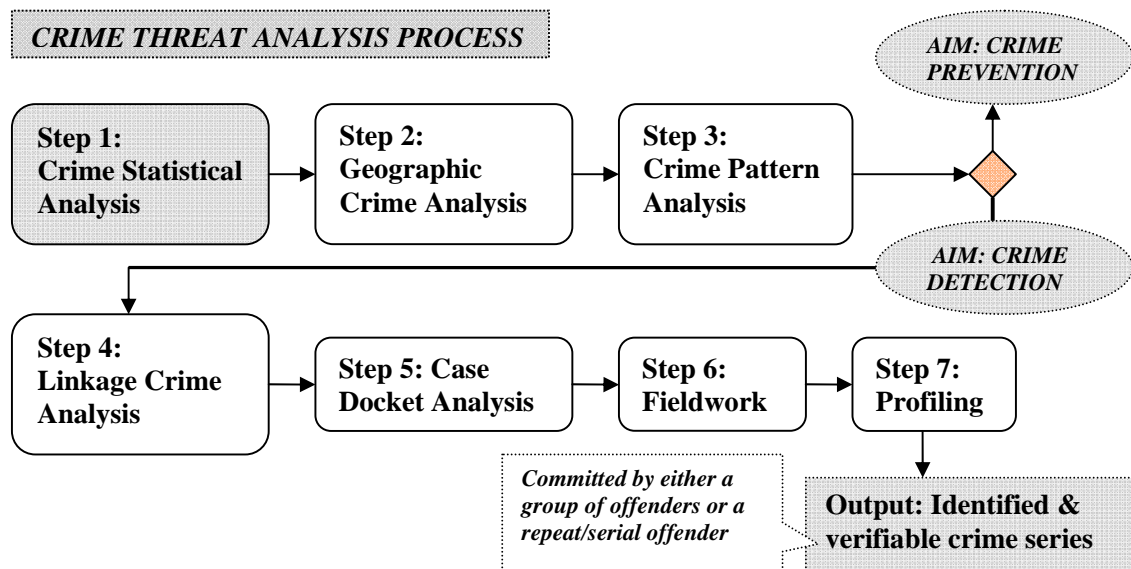 CRIME THREAT ANALYSIS PROCESS
AIM: CRIME
PREVENTION
Step 1:
Crime Statistical
Analysis
Step 2:
Geographic
Crime Analysis
Step 3:
Crime Pattern
Analysis
AIM: CRIME
DETECTION
Step 4:
Linkage Crime
Analysis
Step 5: Case
Docket Analysis
Step 6:
Fieldwork
Step 7:
Profiling
Committed by either a
group of offenders or a
repeat/serial offender
Output: Identified &
verifiable crime series